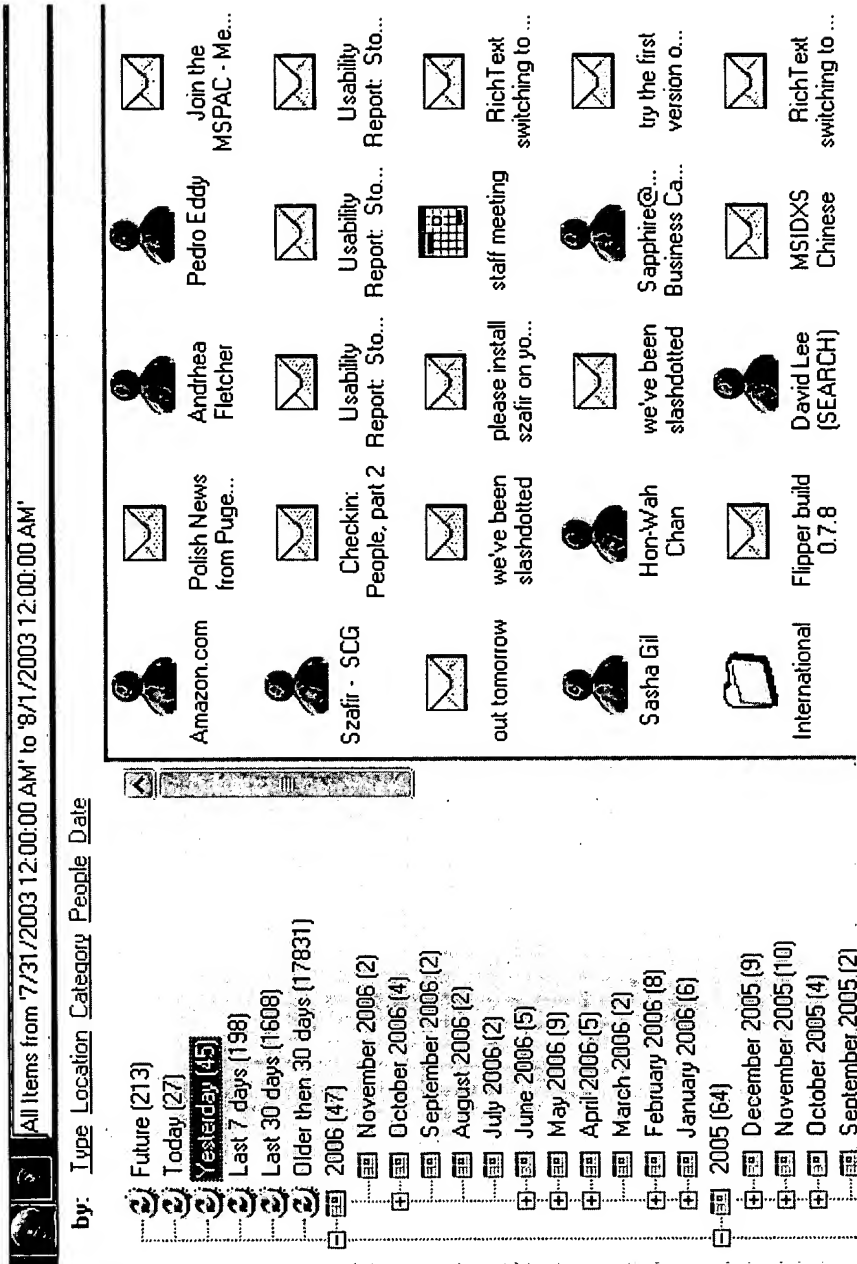 All Items from '7/31/2003 12:00:00 AM' to '8/1/2003 12:00:00 AM'
by: Type Location Category People Date
Future (213)
Today (27)
Yesterday (45)
Last 7 days (198)
Last 30 days (1608)
Older then 30 days (17831)
2006 (47)
November 2006 (2)
October 2006 (4)
September 2006 (2)
August 2006 (2)
July 2006 (2)
June 2006 (5)
May 2006 (9)
April 2006 (5)
March 2006 (2)
February 2006 (8)
January 2006 (6)
2005 (64)
December 2005 (9)
November 2005 (10)
October 2005 (4)
September 2005 (2)
Amazon.com
Polish News
from Puge...
Andrhea
Fletcher
Pedro Eddy
Join the
MSPAC - Me...
Szafir - SCG
Checkin:
People, part 2
Usability
Report: Sto...
Usability
Report: Sto...
Usability
Report: Sto...
out tomorrow
we've been
slashdotted
please install
szafir on yo...
staff meeting
RichText
switching to ...
Sasha Gil
Hon-Wah
Chan
we've been
slashdotted
Sapphire@...
Business Ca...
try the first
version o...
International
Flipper build
0.7.8
David Lee
(SEARCH)
MSIDXS
Chinese
RichText
switching to ...